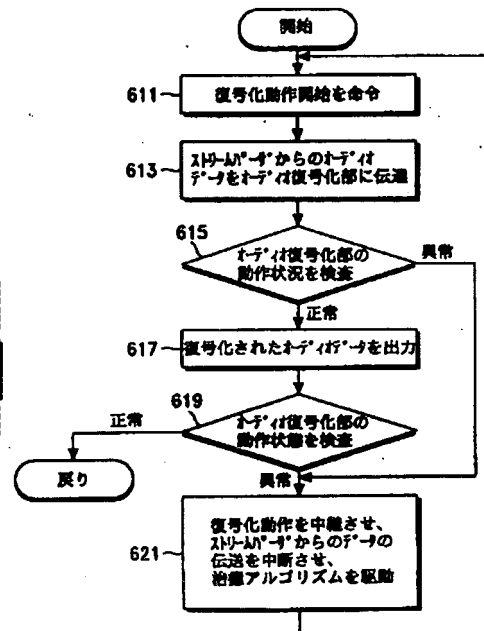 開始
611
復号化動作開始を命令
613
ストリームパーサからのオーディオ
データをオーディオ復号化部に伝達
615
オーディオ復号化部の
動作状況を検査
異常
正常
617
復号化されたオーディオデータを出力
619
オーディオ復号化部の
動作状態を検査
正常
戻り
異常
621
復号化動作を中継させ、
ストリームパーサからのデータの
伝送を中断させ、
治癒アルゴリズムを駆動